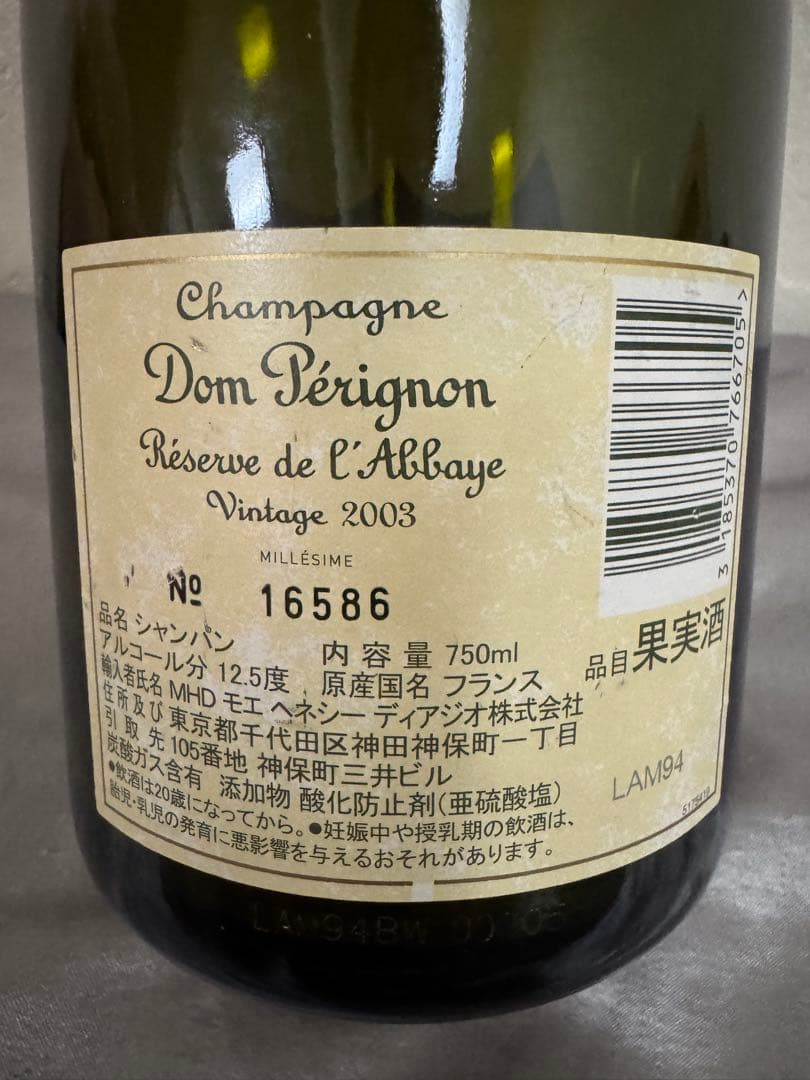 Champagne
Dom Pérignon
Réserve de l'Abbaye
Vintage 2003
MILLÉSIME
Nº 16586
品名 シャンパン
アルコール分 12.5度
内容量 750ml
原産国名 フランス
輸入者氏名 MHD モエ ヘネシー ディアジオ株式会社
住所及び 東京都千代田区神田神保町一丁目
引取先 105番地 神保町三井ビル
炭酸ガス含有 添加物 酸化防止剤(亜硫酸塩)
●飲酒は20歳になってから。●妊娠中や授乳期の飲酒は、
胎児・乳児の発育に悪影響を与えるおそれがあります。
3 185370 766705 >
品目 果実酒
LAM94